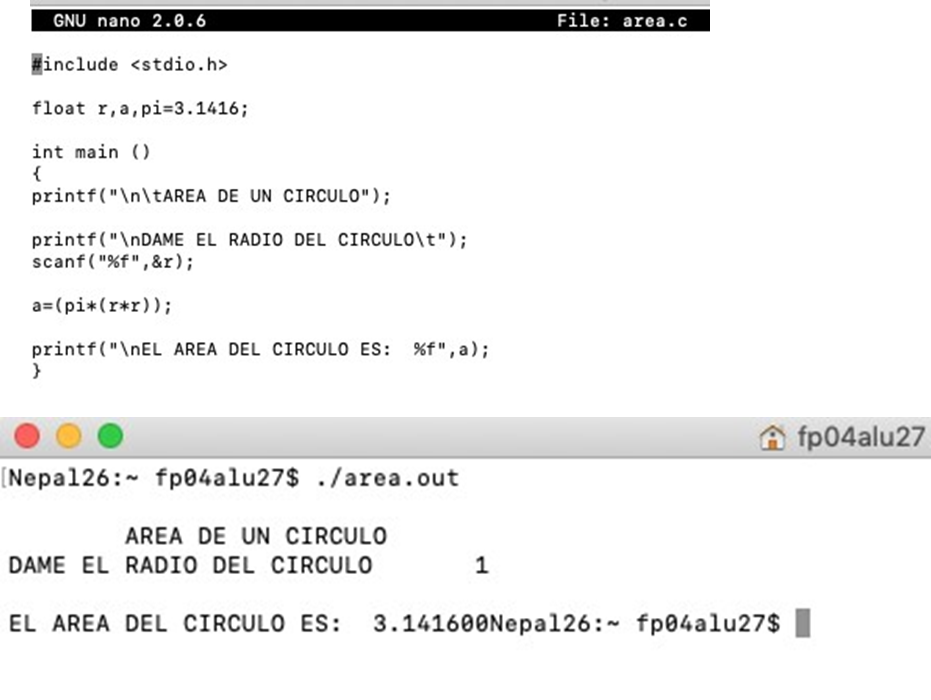 GNU nano 2.0.6 File: area.c
#include <stdio.h>
float r,a,pi=3.1416;
int main ()
{
printf("\n\tAREA DE UN CIRCULO");
printf("\nDAME EL RADIO DEL CIRCULO\t");
scanf("%f",&r);
a=(pi*(r*r));
printf("\nEL AREA DEL CIRCULO ES:  %f",a);
}
fp04alu27
[Nepal26:~ fp04alu27$ ./area.out
AREA DE UN CIRCULO
DAME EL RADIO DEL CIRCULO 1
EL AREA DEL CIRCULO ES:  3.141600Nepal26:~ fp04alu27$